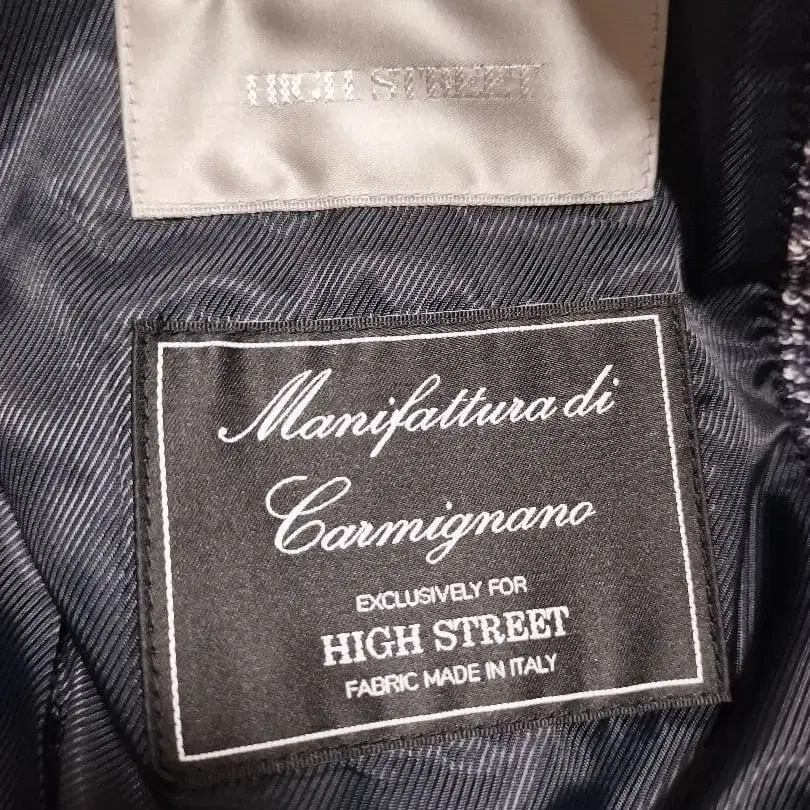 HIGH STREET
Manifattura di
Carmignano
EXCLUSIVELY FOR
HIGH STREET
FABRIC MADE IN ITALY